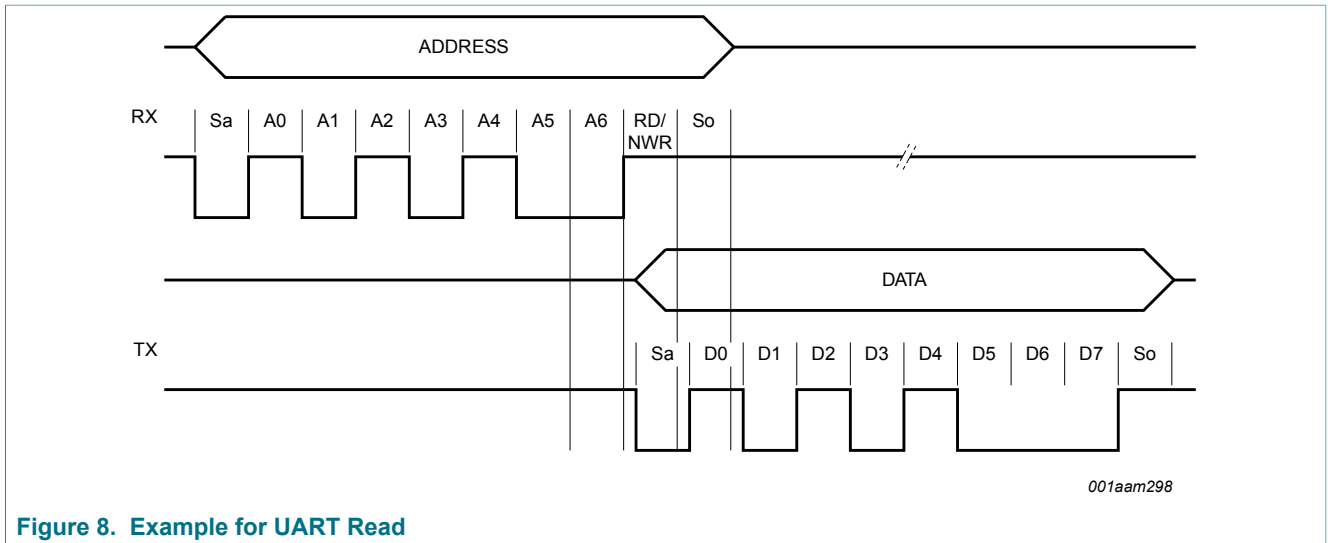 ADDRESS
RX Sa A0 A1 A2 A3 A4 A5 A6 RD/ So
NWR
DATA
TX Sa D0 D1 D2 D3 D4 D5 D6 D7 So
001aam298
Figure 8. Example for UART Read